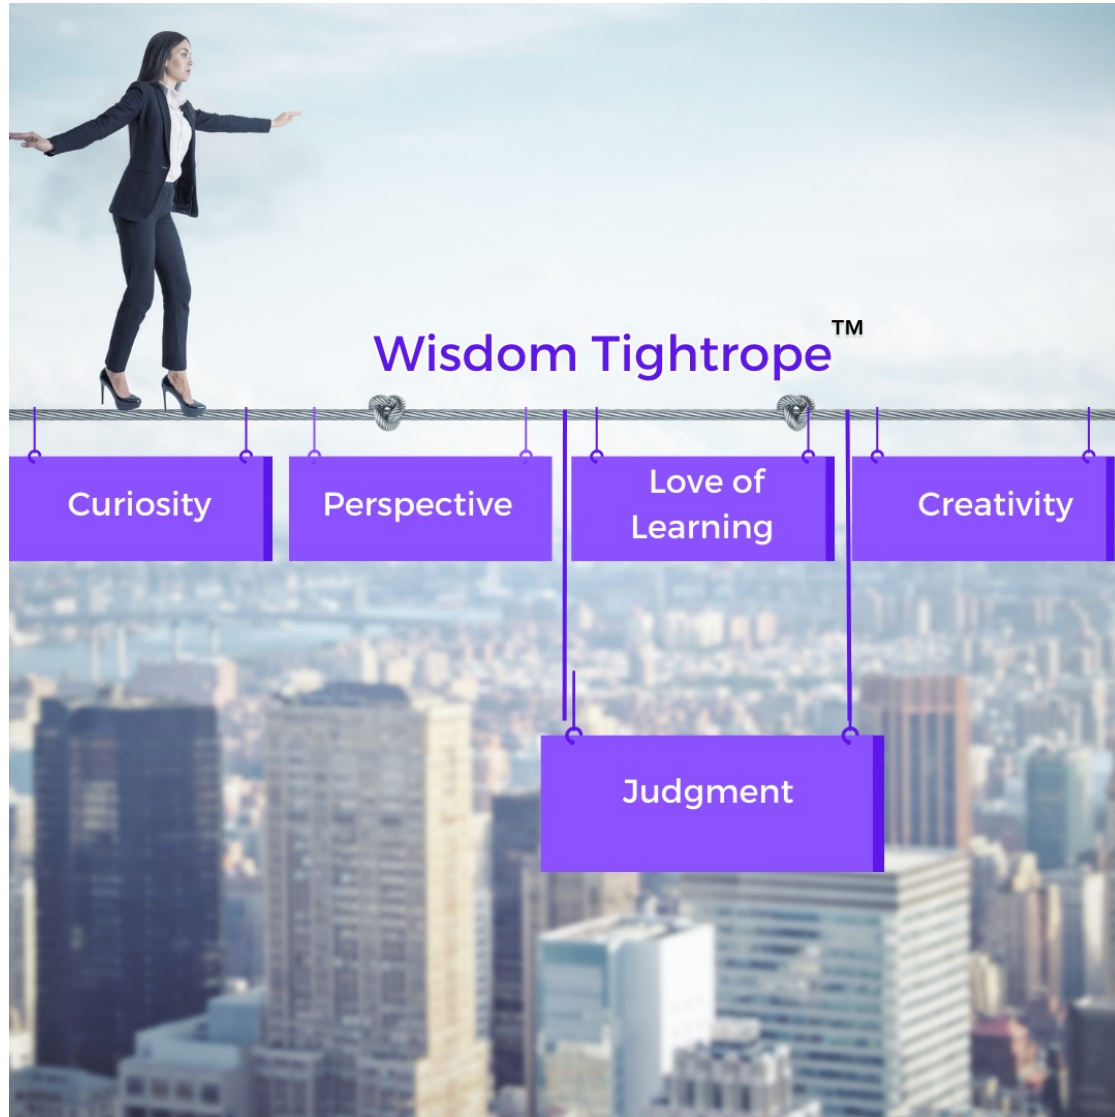 Wisdom Tightrope™
Curiosity
Perspective
Love of
Learning
Creativity
Judgment